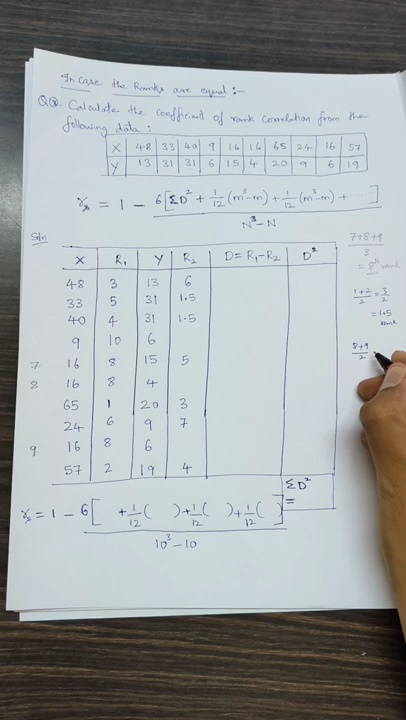 In case the Ranks are equal :-
Q2. Calculate the coefficient of rank correlation from the
following data :
X 48 33 40 9 16 16 65 24 16 57
Y 13 31 31 6 15 4 20 9 6 19
= 1 - 6[ΣD² + 1/12 (m³-m) + 1/12 (m³-m) + ] / N³-N
Soln
X R₁ Y R₂ D = R₁-R₂ D²
48 3 13 6
33 5 31 1.5
40 4 31 1.5
9 10 6
7 16 8 15 5
8 16 8 4
65 1 20 3
24 6 9 7
9 16 8 6
57 2 19 4
ΣD²
=
= 1 - 6[ + 1/12 ( ) + 1/12 ( ) + 1/12 ( )] / 10³-10
7+8+9 / 3
= 8th rank
1+2 / 2 = 3/2
= 1.5
rank
8+9 / 2